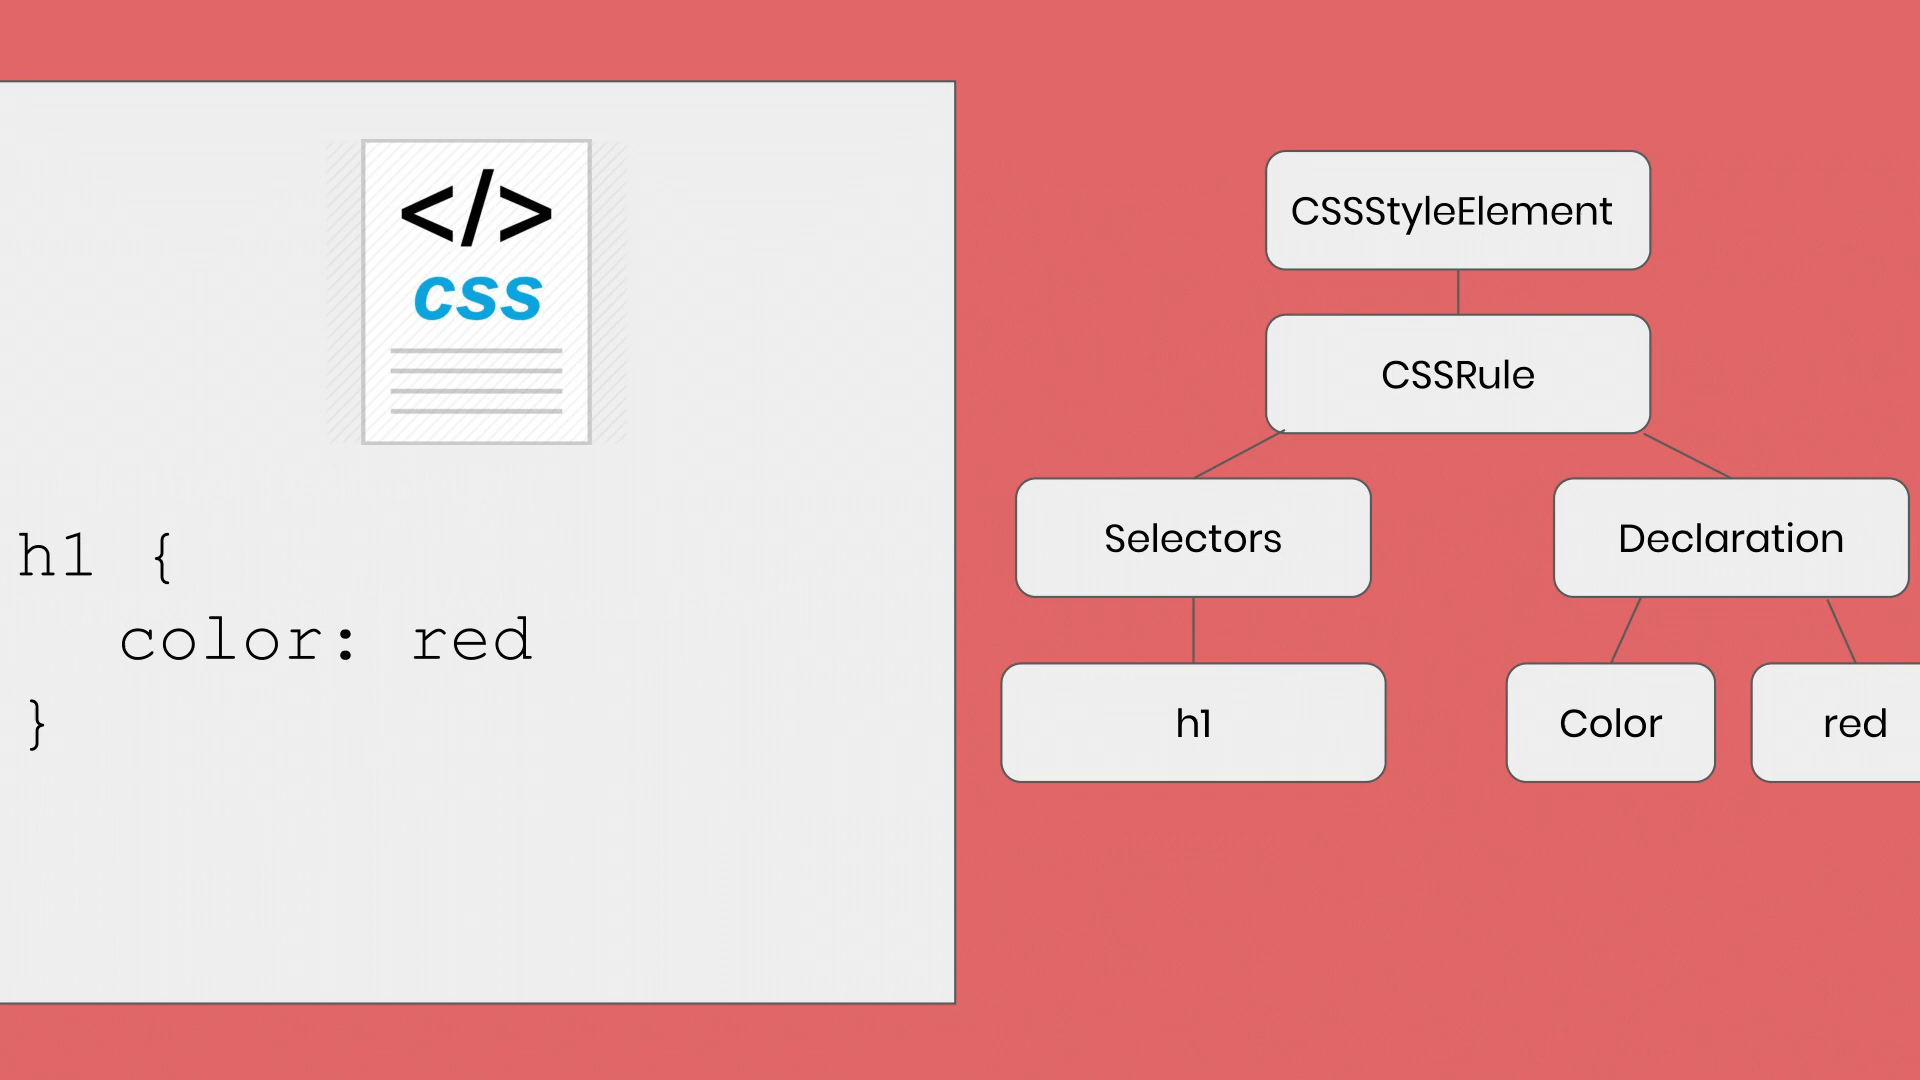 </>
css
h1 {
color: red
}
CSSStyleElement
CSSRule
Selectors
Declaration
h1
Color
red